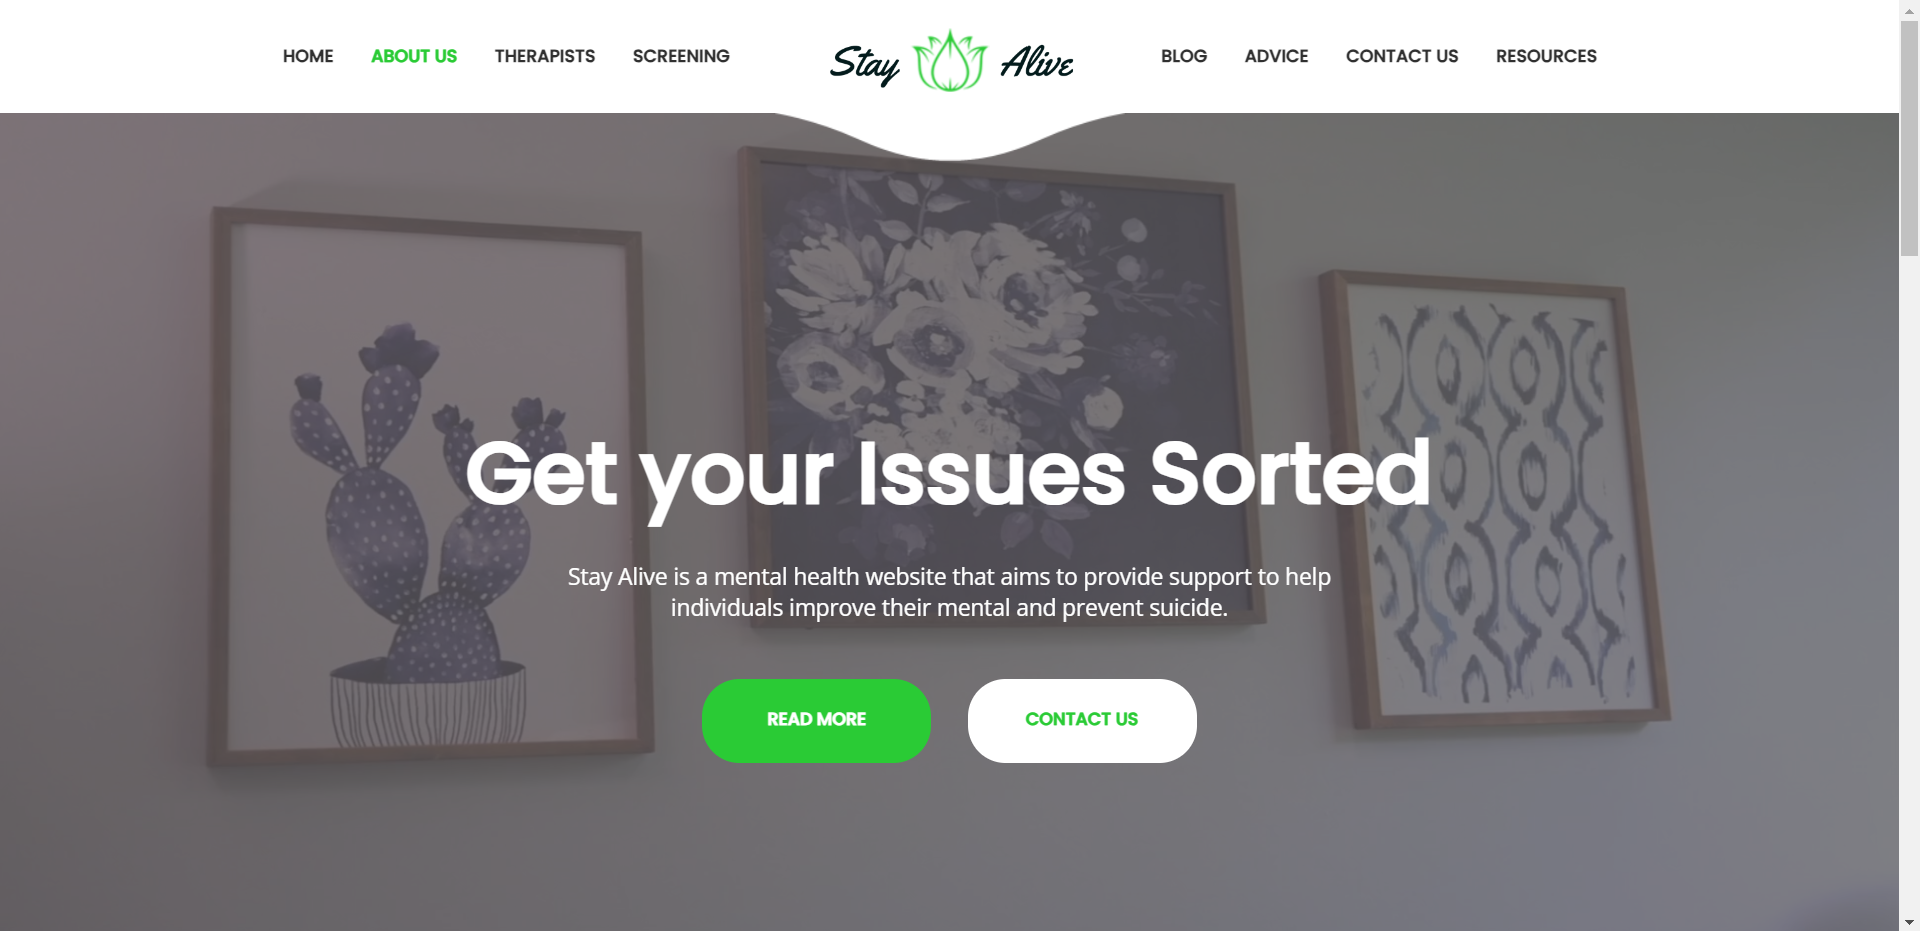 HOME ABOUT US THERAPISTS SCREENING Stay Alive BLOG ADVICE CONTACT US RESOURCES
Get your Issues Sorted
Stay Alive is a mental health website that aims to provide support to help
individuals improve their mental and prevent suicide.
READ MORE CONTACT US